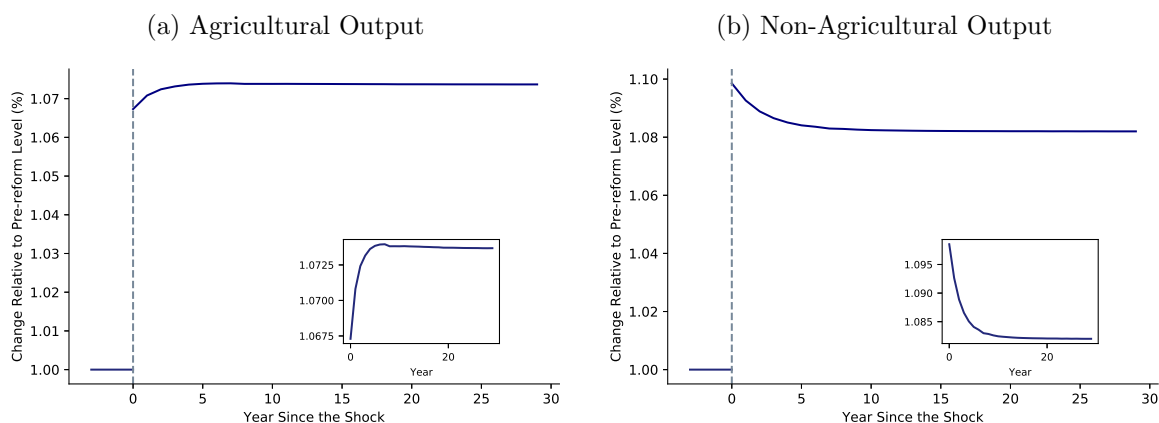 (a) Agricultural Output
Change Relative to Pre-reform Level (%)
1.07
1.06
1.05
1.04
1.03
1.02
1.01
1.00
0 5 10 15 20 25 30
Year Since the Shock
1.0725
1.0700
1.0675
0 20
Year
(b) Non-Agricultural Output
Change Relative to Pre-reform Level (%)
1.10
1.08
1.06
1.04
1.02
1.00
0 5 10 15 20 25 30
Year Since the Shock
1.095
1.090
1.085
0 20
Year